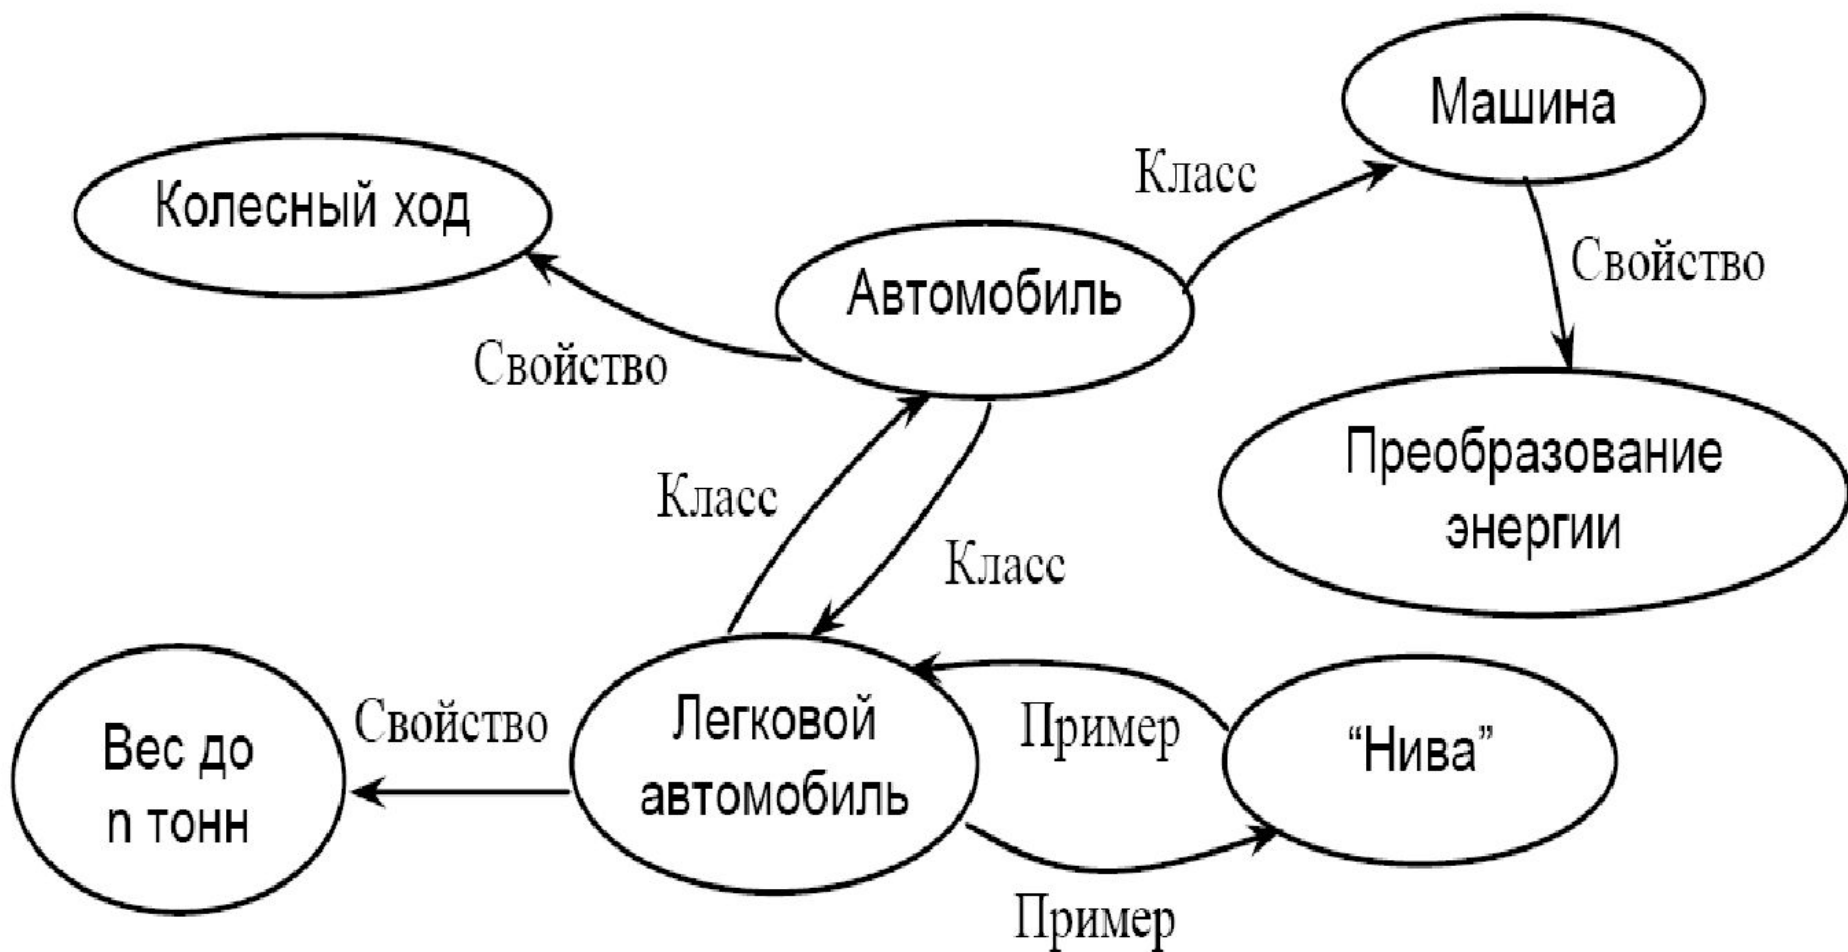 Машина
Класс
Колесный ход
Автомобиль
Свойство
Свойство
Преобразование
энергии
Класс
Класс
Легковой
автомобиль
Свойство
Вес до
n тонн
Пример
“Нива”
Пример